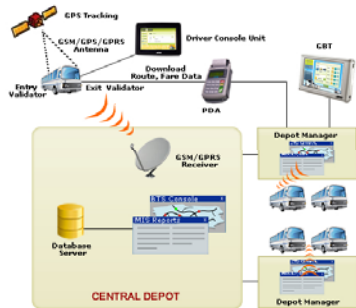 GPS Tracking
GSM/GPS/GPRS
Antenna
Driver Console Unit
GBT
Download
Route, Fare Data
Entry
Validator
Exit Validator
PDA
Depot Manager
GSM/GPRS
Receiver
RTS Console
MIS Reports
Database
Server
CENTRAL DEPOT
Depot Manager